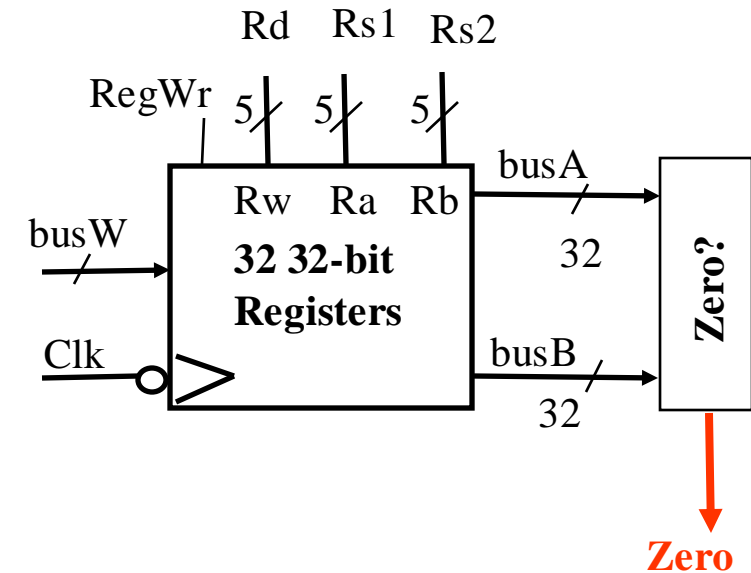 Rd Rs1 Rs2
RegWr 5 5 5
busA
Rw Ra Rb
busW
32 32-bit
32
Registers
Zero?
Clk
busB
32
Zero